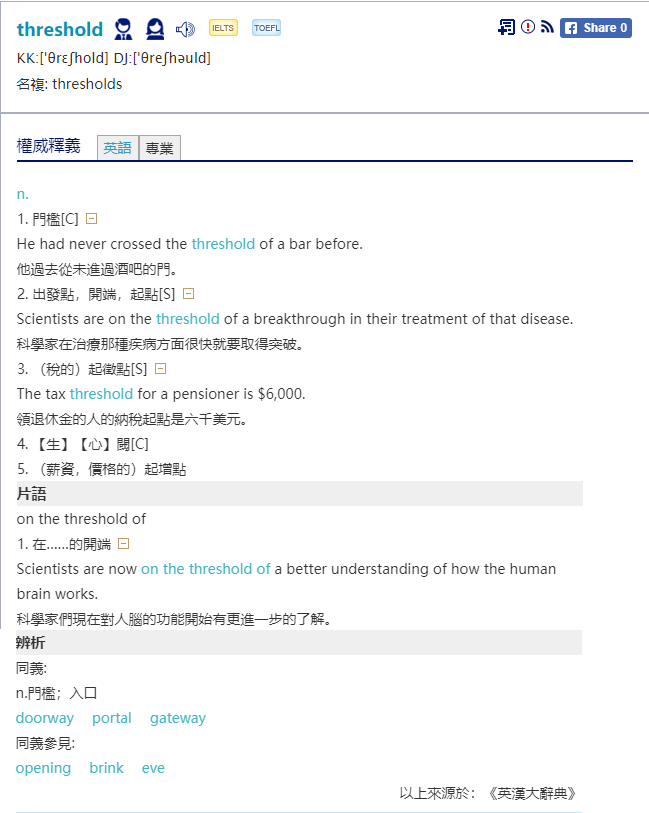 threshold IELTS TOEFL Share 0
KK:[ˈθrɛʃhold] DJ:[ˈθreʃhəuld]
名複: thresholds
權威釋義 英語 專業
n.
1. 門檻[C]
He had never crossed the threshold of a bar before.
他過去從未進過酒吧的門。
2. 出發點，開端，起點[S]
Scientists are on the threshold of a breakthrough in their treatment of that disease.
科學家在治療那種疾病方面很快就要取得突破。
3. （稅的）起徵點[S]
The tax threshold for a pensioner is $6,000.
領退休金的人的納稅起點是六千美元。
4. 【生】【心】閾[C]
5. （薪資，價格的）起增點
片語
on the threshold of
1. 在……的開端
Scientists are now on the threshold of a better understanding of how the human
brain works.
科學家們現在對人腦的功能開始有更進一步的了解。
辨析
同義:
n.門檻；入口
doorway portal gateway
同義參見:
opening brink eve
以上來源於：《英漢大辭典》